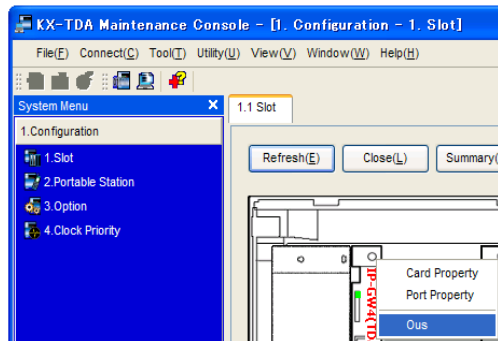 KX-TDA Maintenance Console - [1. Configuration - 1. Slot]
File(F) Connect(C) Tool(T) Utility(U) View(V) Window(W) Help(H)
System Menu
1.1 Slot
1.Configuration
1.Slot
2.Portable Station
3.Option
4.Clock Priority
Refresh(E) Close(L) Summary(
IP-GW4(TD
Card Property
Port Property
Ous